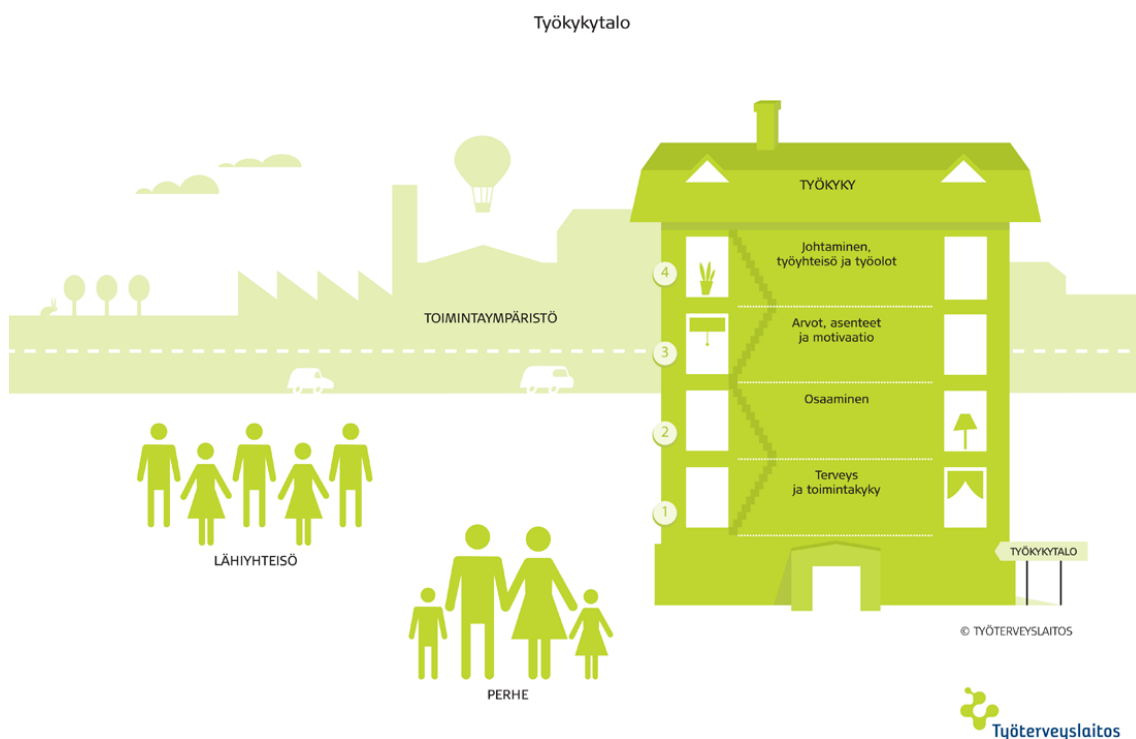 Työkykytalo
TYÖKYKY
4
Johtaminen,
työyhteisö ja työolot
TOIMINTAYMPÄRISTÖ
3
Arvot, asenteet
ja motivaatio
2
Osaaminen
1
Terveys
ja toimintakyky
LÄHIYHTEISÖ
TYÖKYKYTALO
© TYÖTERVEYSLAITOS
PERHE
Työterveyslaitos